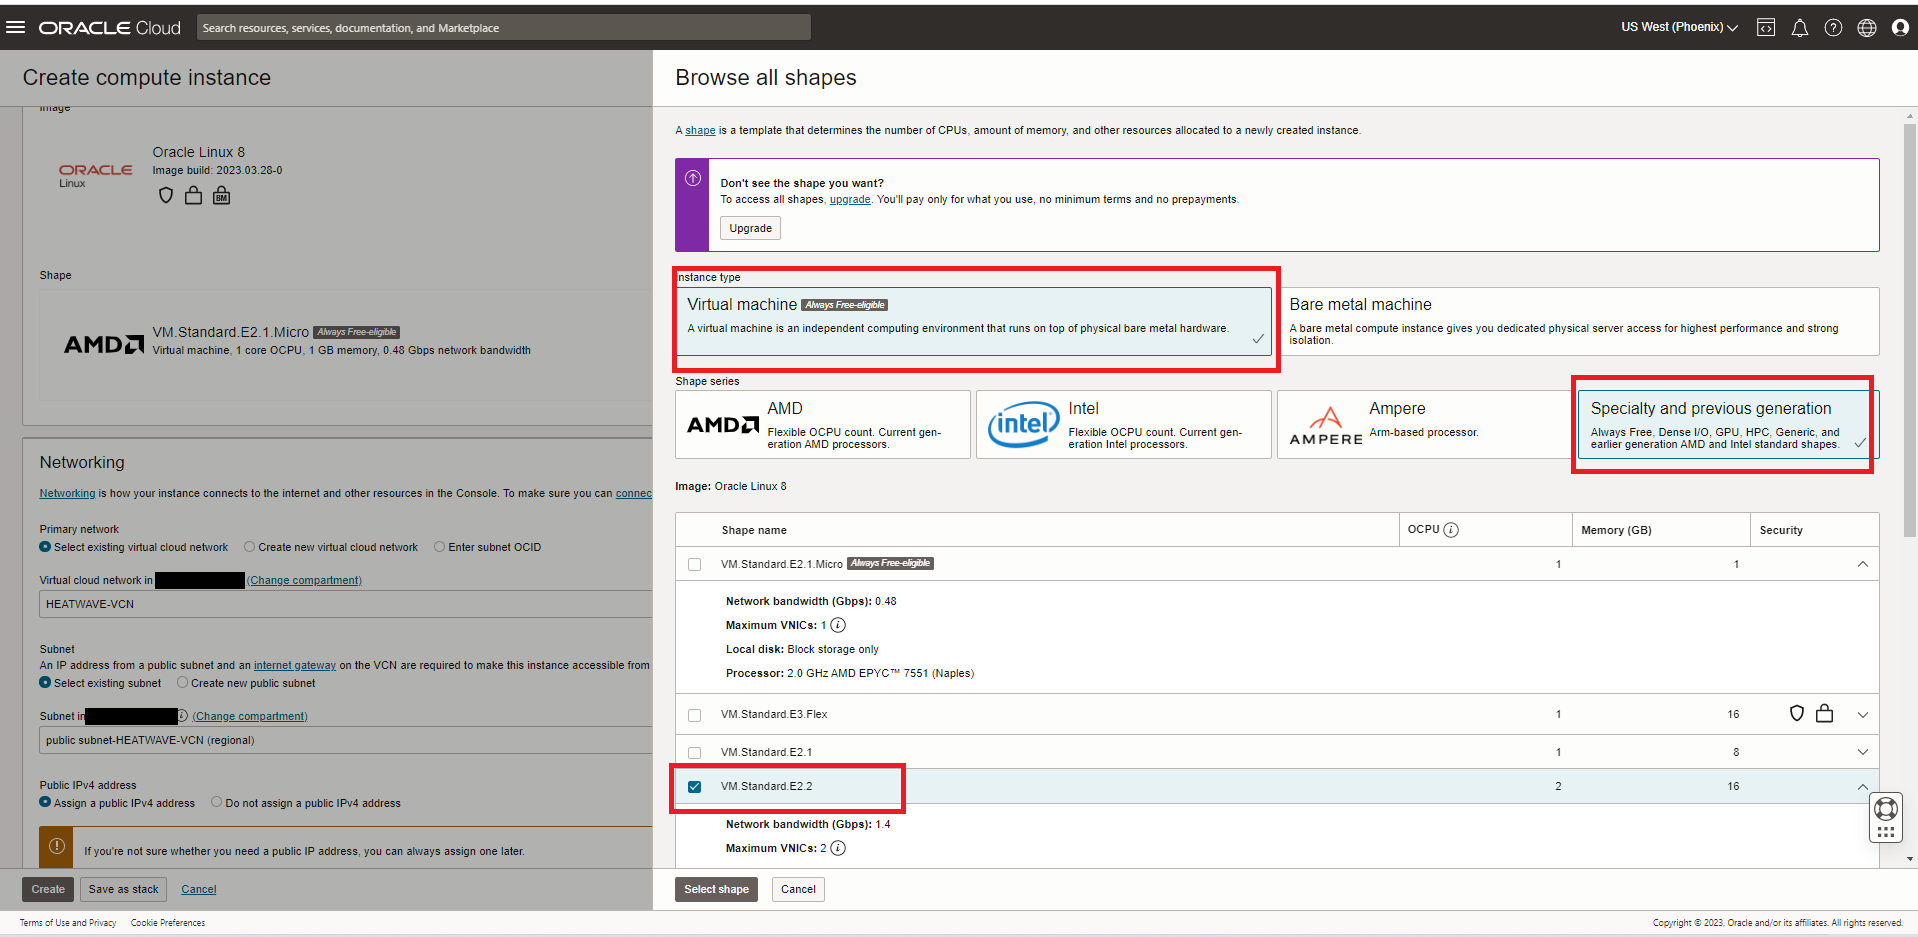 ORACLE Cloud
Search resources, services, documentation, and Marketplace
US West (Phoenix)
Create compute instance
Image
ORACLE
Linux
Oracle Linux 8
Image build: 2023.03.28-0
BM
Shape
AMD
VM.Standard.E2.1.Micro Always Free-eligible
Virtual machine, 1 core OCPU, 1 GB memory, 0.48 Gbps network bandwidth
Networking
Networking is how your instance connects to the internet and other resources in the Console. To make sure you can connec
Primary network
Select existing virtual cloud network Create new virtual cloud network Enter subnet OCID
Virtual cloud network in (Change compartment)
HEATWAVE-VCN
Subnet
An IP address from a public subnet and an internet gateway on the VCN are required to make this instance accessible from
Select existing subnet Create new public subnet
Subnet in (Change compartment)
public subnet-HEATWAVE-VCN (regional)
Public IPv4 address
Assign a public IPv4 address Do not assign a public IPv4 address
If you're not sure whether you need a public IP address, you can always assign one later.
Create Save as stack Cancel
Browse all shapes
A shape is a template that determines the number of CPUs, amount of memory, and other resources allocated to a newly created instance.
Don't see the shape you want?
To access all shapes, upgrade. You'll pay only for what you use, no minimum terms and no prepayments.
Upgrade
Instance type
Virtual machine Always Free-eligible
A virtual machine is an independent computing environment that runs on top of physical bare metal hardware.
Bare metal machine
A bare metal compute instance gives you dedicated physical server access for highest performance and strong
isolation.
Shape series
AMD
AMD
Flexible OCPU count. Current gen-
eration AMD processors.
intel
Intel
Flexible OCPU count. Current gen-
eration Intel processors.
AMPERE
Ampere
Arm-based processor.
Specialty and previous generation
Always Free, Dense I/O, GPU, HPC, Generic, and
earlier generation AMD and Intel standard shapes.
Image: Oracle Linux 8
Shape name OCPU Memory (GB) Security
VM.Standard.E2.1.Micro Always Free-eligible 1 1
Network bandwidth (Gbps): 0.48
Maximum VNICs: 1
Local disk: Block storage only
Processor: 2.0 GHz AMD EPYC™ 7551 (Naples)
VM.Standard.E3.Flex 1 16
VM.Standard.E2.1 1 8
VM.Standard.E2.2 2 16
Network bandwidth (Gbps): 1.4
Maximum VNICs: 2
Select shape Cancel
Terms of Use and Privacy Cookie Preferences
Copyright © 2023, Oracle and/or its affiliates. All rights reserved.